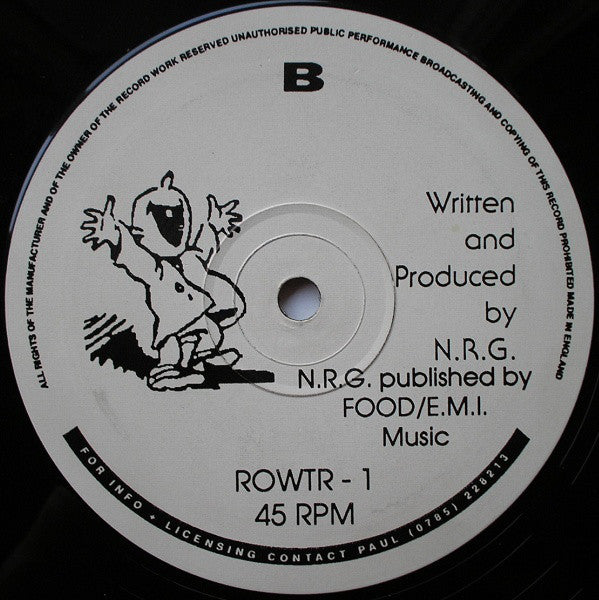 ALL RIGHTS OF THE MANUFACTURER AND OF THE OWNER OF THE RECORD WORK RESERVED UNAUTHORISED PUBLIC PERFORMANCE BROADCASTING AND COPYING OF THIS RECORD PROHIBITED MADE IN ENGLAND
B
Written
and
Produced
by
N.R.G.
N.R.G. published by
FOOD/E.M.I.
Music
ROWTR - 1
45 RPM
FOR INFO + LICENSING CONTACT PAUL (0785) 228213